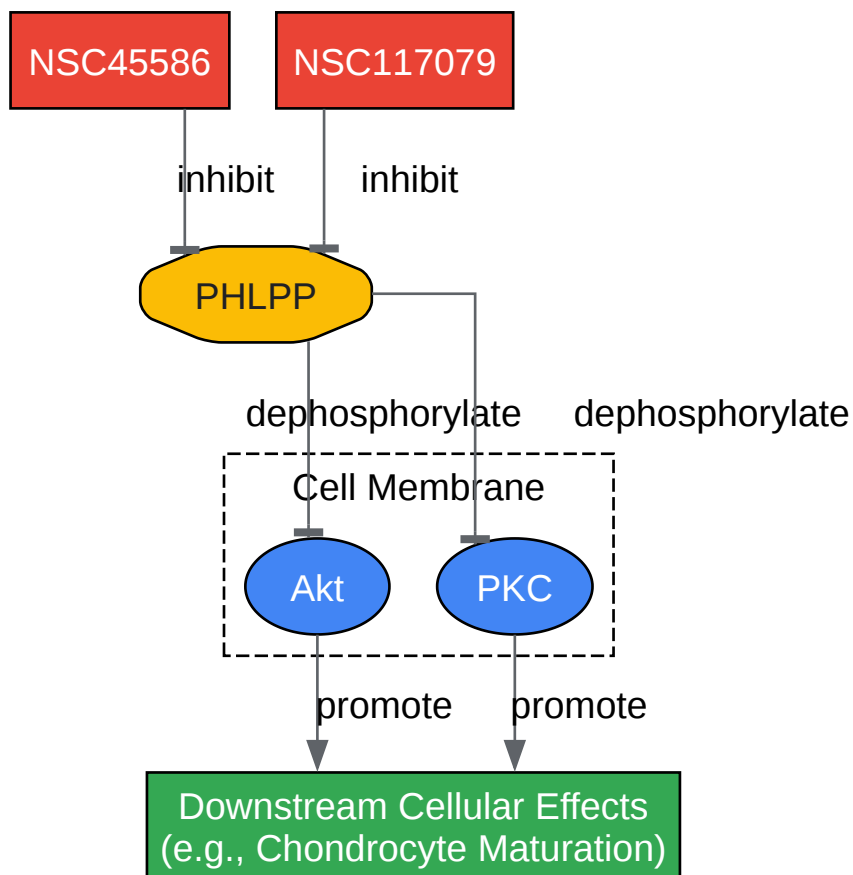 NSC45586
NSC117079
inhibit
inhibit
PHLPP
dephosphorylate
dephosphorylate
Cell Membrane
Akt
PKC
promote
promote
Downstream Cellular Effects
(e.g., Chondrocyte Maturation)